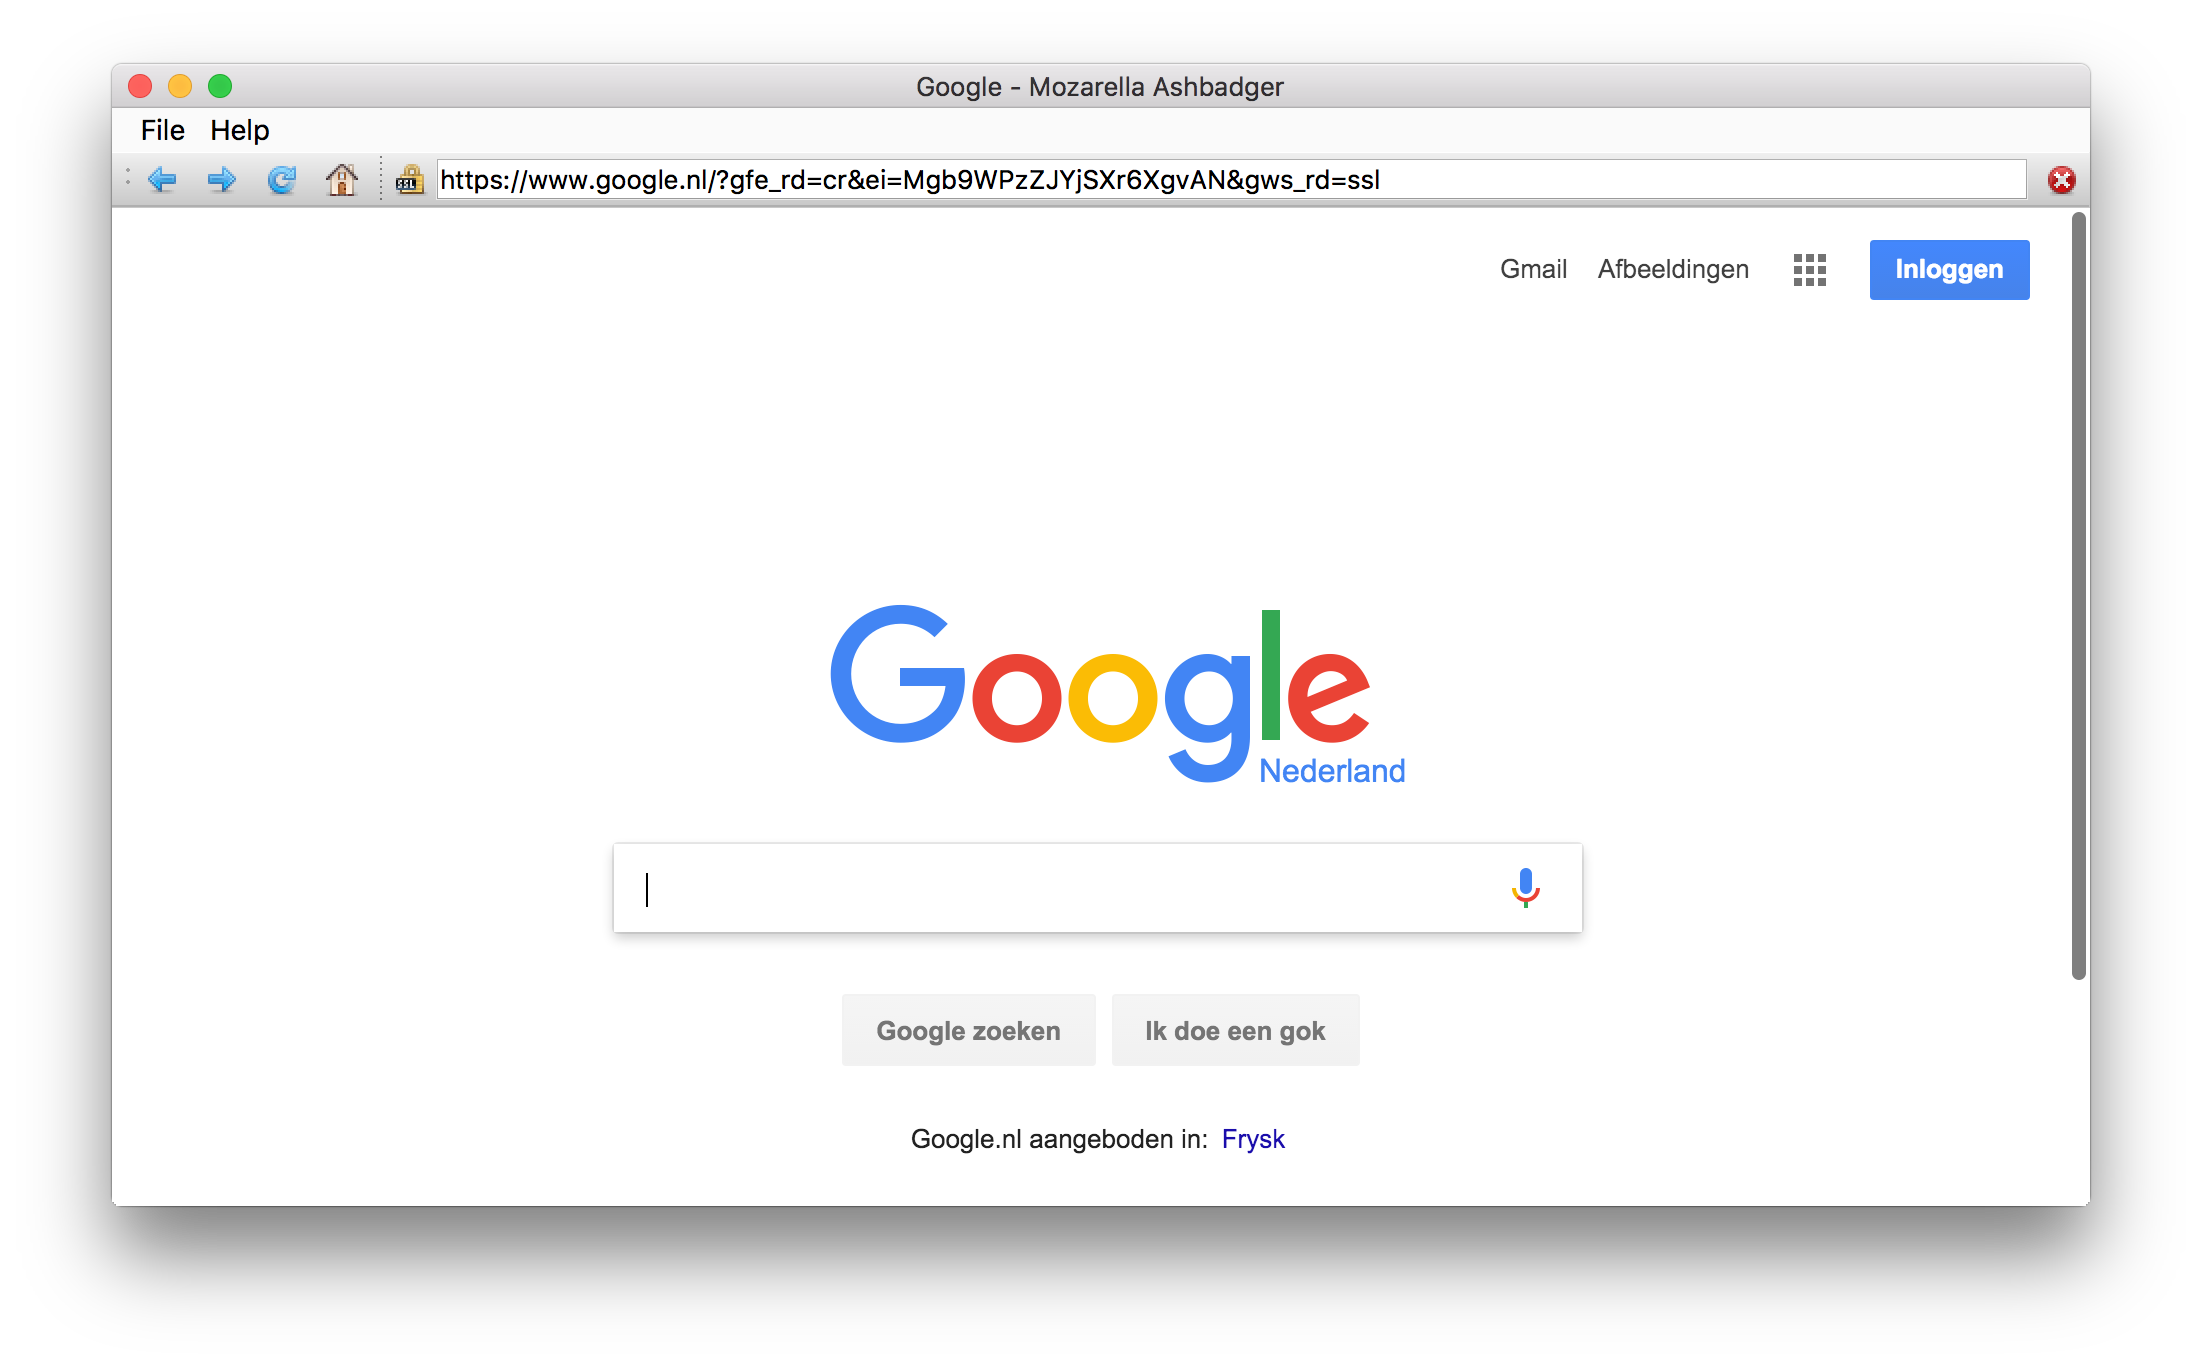 Google - Mozarella Ashbadger
File Help
SSL https://www.google.nl/?gfe_rd=cr&ei=Mgb9WPzZJYjSXr6XgvAN&gws_rd=ssl
Gmail Afbeeldingen Inloggen
Google
Nederland
Google zoeken Ik doe een gok
Google.nl aangeboden in: Frysk